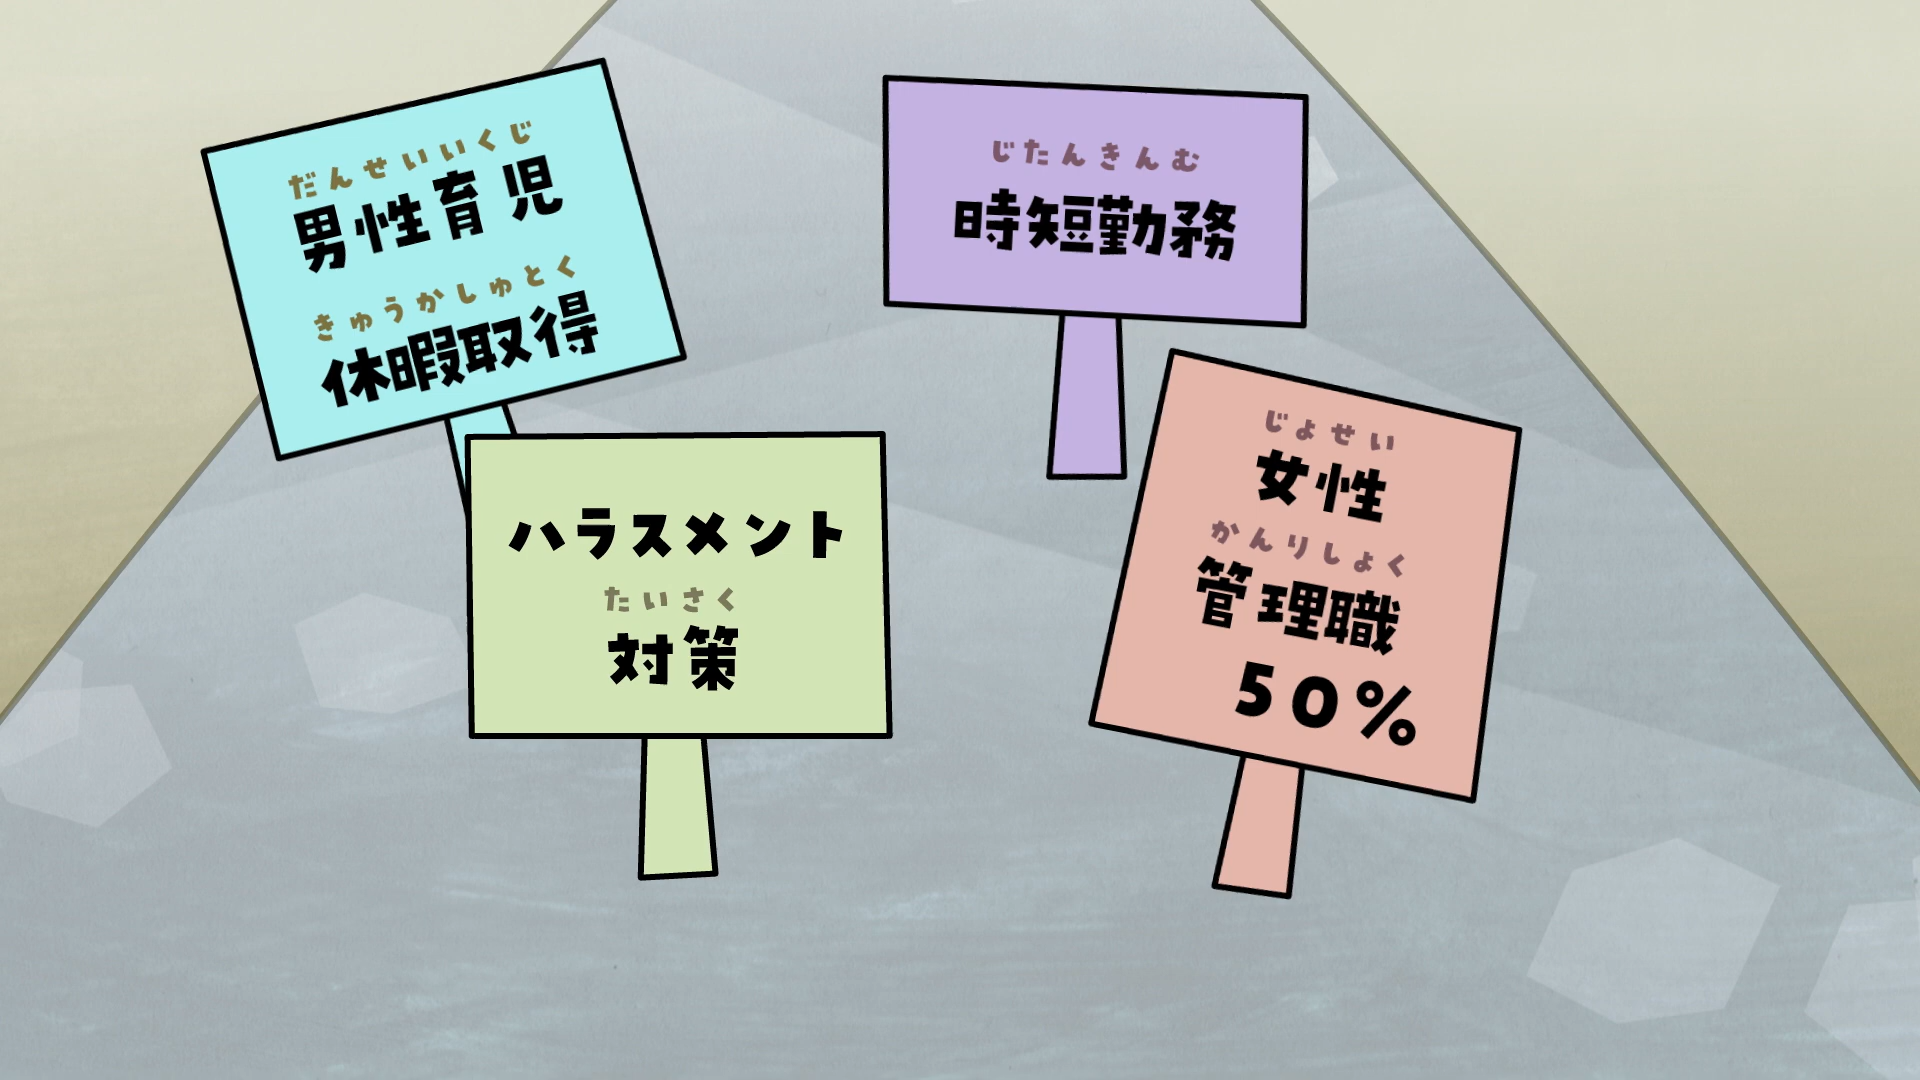 だんせいいくじ
男性育児
きゅうかしゅとく
休暇取得
じたんきんむ
時短勤務
ハラスメント
たいさく
対策
じょせい
女性
かんりしょく
管理職
50%